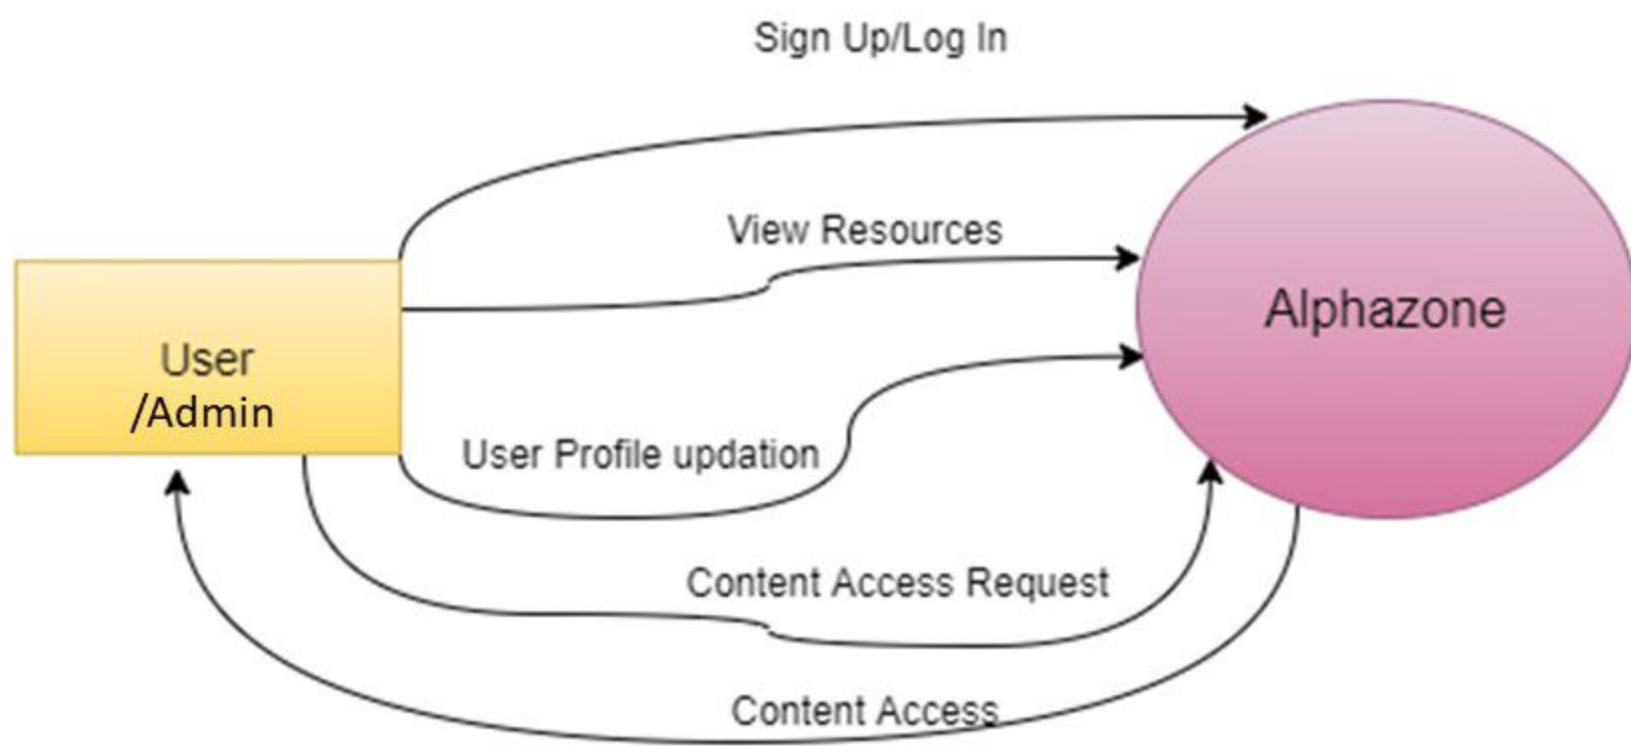 Sign Up/Log In
View Resources
Alphazone
User
/Admin
User Profile updation
Content Access Request
Content Access